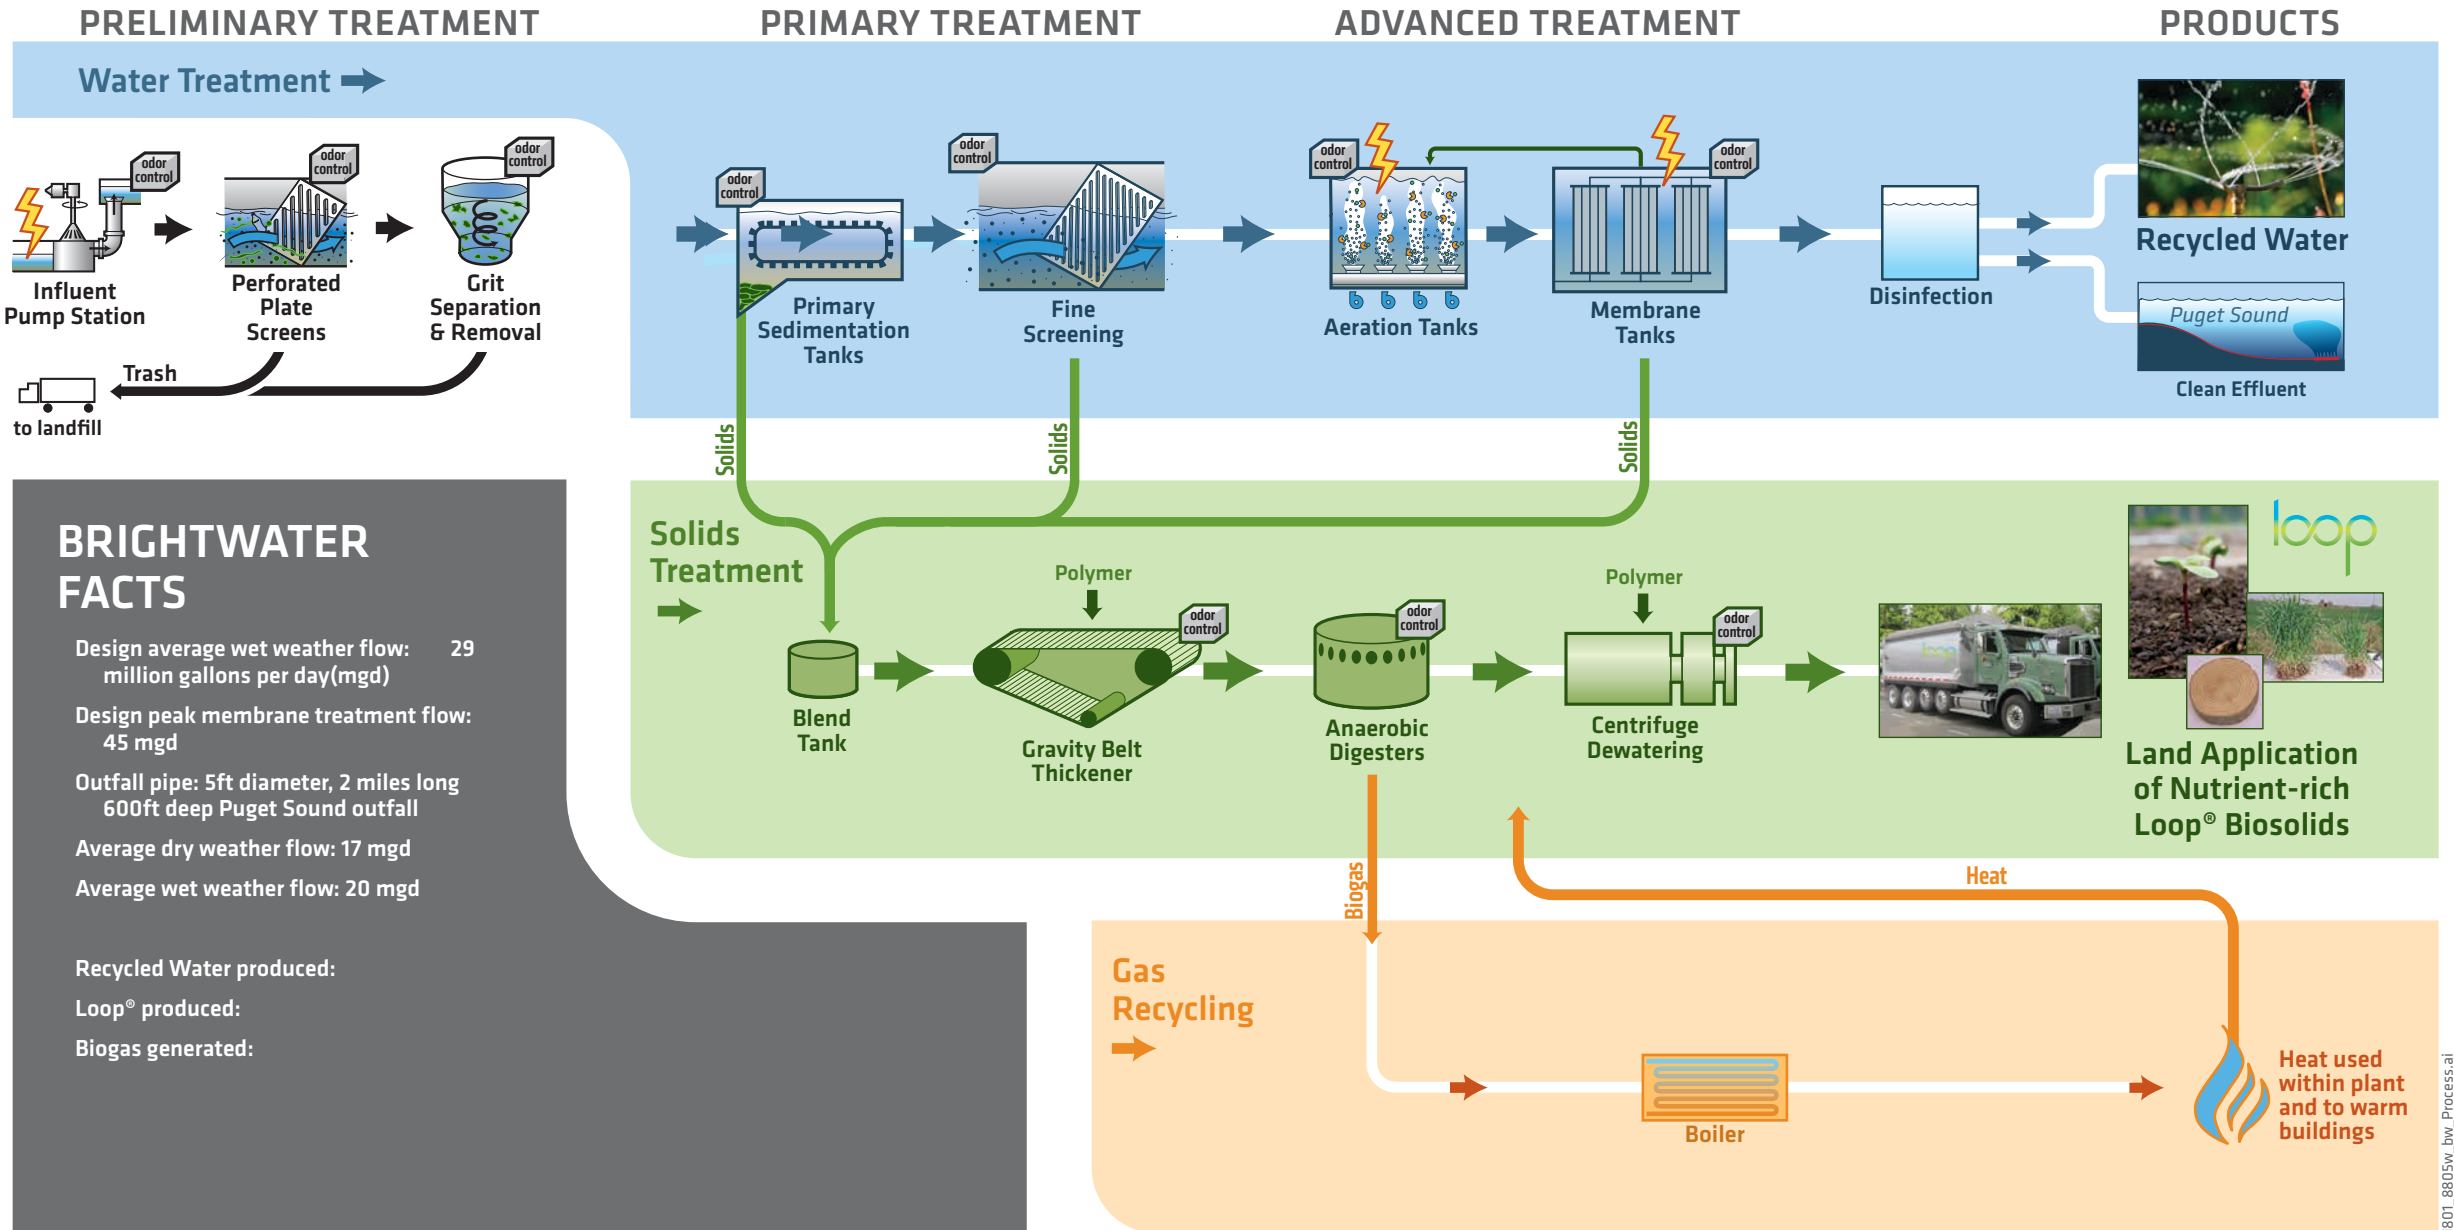 PRELIMINARY TREATMENT
PRIMARY TREATMENT
ADVANCED TREATMENT
PRODUCTS
Water Treatment
odor
control
odor
control
odor
control
Influent
Pump Station
Perforated
Plate
Screens
Grit
Separation
& Removal
Trash
to landfill
odor
control
Primary
Sedimentation
Tanks
odor
control
Fine
Screening
odor
control
Aeration Tanks
odor
control
Membrane
Tanks
Disinfection
Recycled Water
Puget Sound
Clean Effluent
Solids
Solids
Solids
Solids
Treatment
Blend
Tank
Polymer
odor
control
Gravity Belt
Thickener
odor
control
Anaerobic
Digesters
Polymer
odor
control
Centrifuge
Dewatering
loop
loop
Land Application
of Nutrient-rich
Loop® Biosolids
Biogas
Heat
Gas
Recycling
Boiler
Heat used
within plant
and to warm
buildings
BRIGHTWATER
FACTS
Design average wet weather flow: 29
million gallons per day(mgd)
Design peak membrane treatment flow:
45 mgd
Outfall pipe: 5ft diameter, 2 miles long
600ft deep Puget Sound outfall
Average dry weather flow: 17 mgd
Average wet weather flow: 20 mgd
Recycled Water produced:
Loop® produced:
Biogas generated:
801_8805w_bw_Process.ai